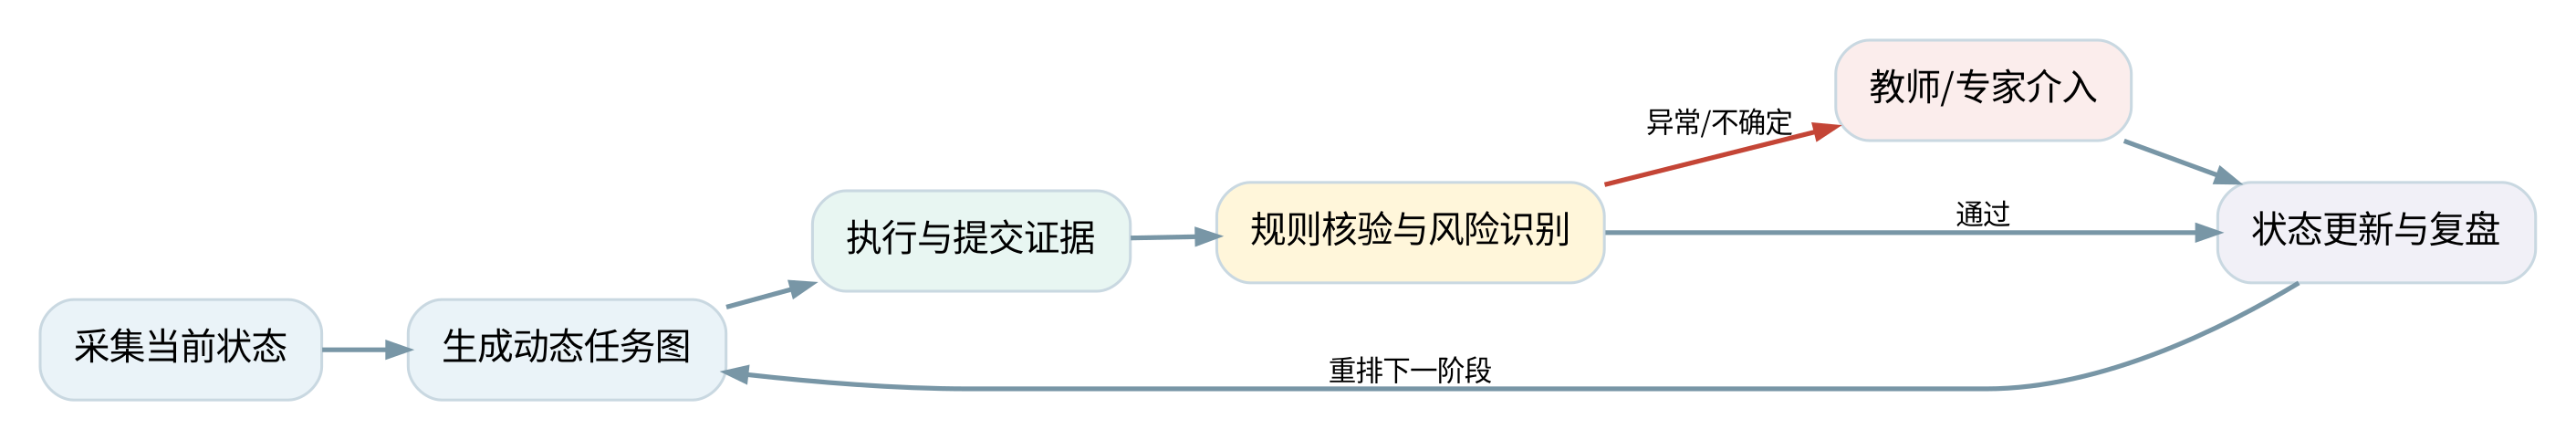 采集当前状态
生成动态任务图
执行与提交证据
规则核验与风险识别
异常/不确定
教师/专家介入
通过
状态更新与复盘
重排下一阶段